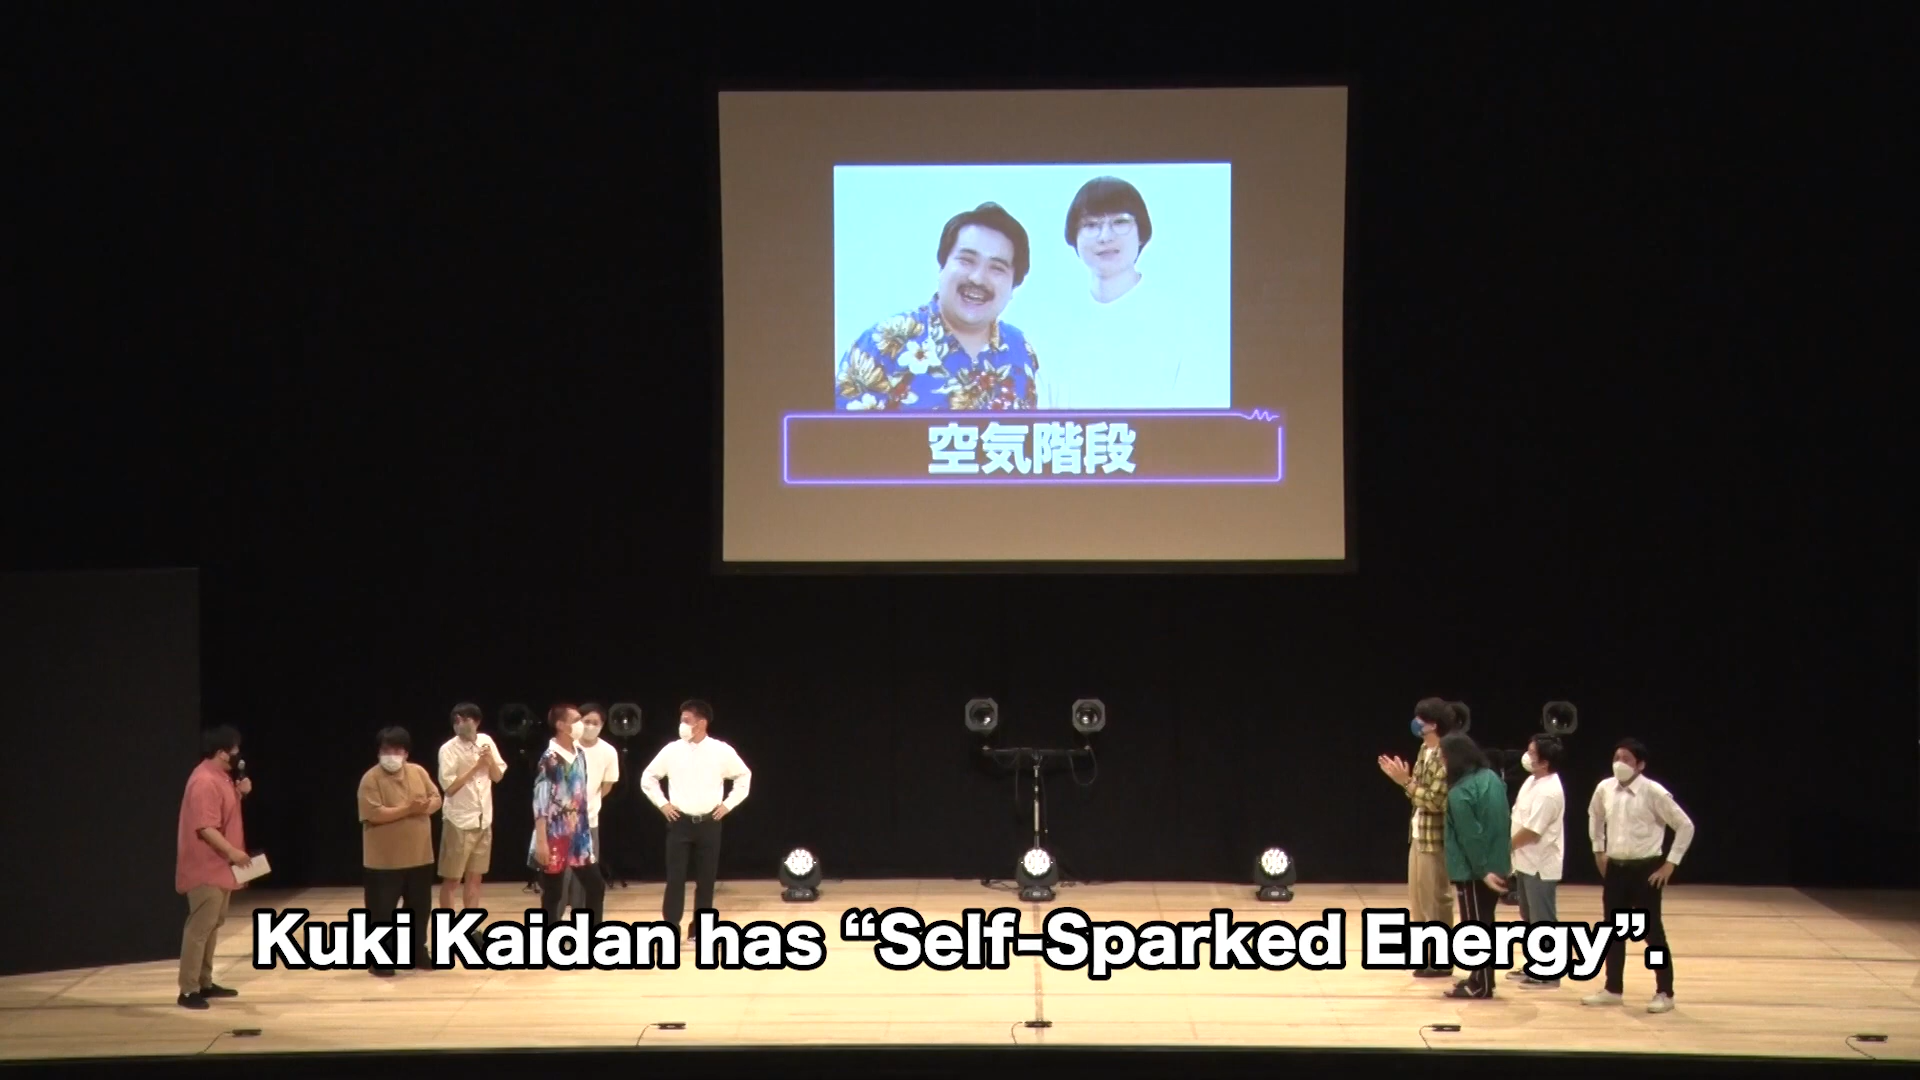 空気階段
Kuki Kaidan has “Self-Sparked Energy”.